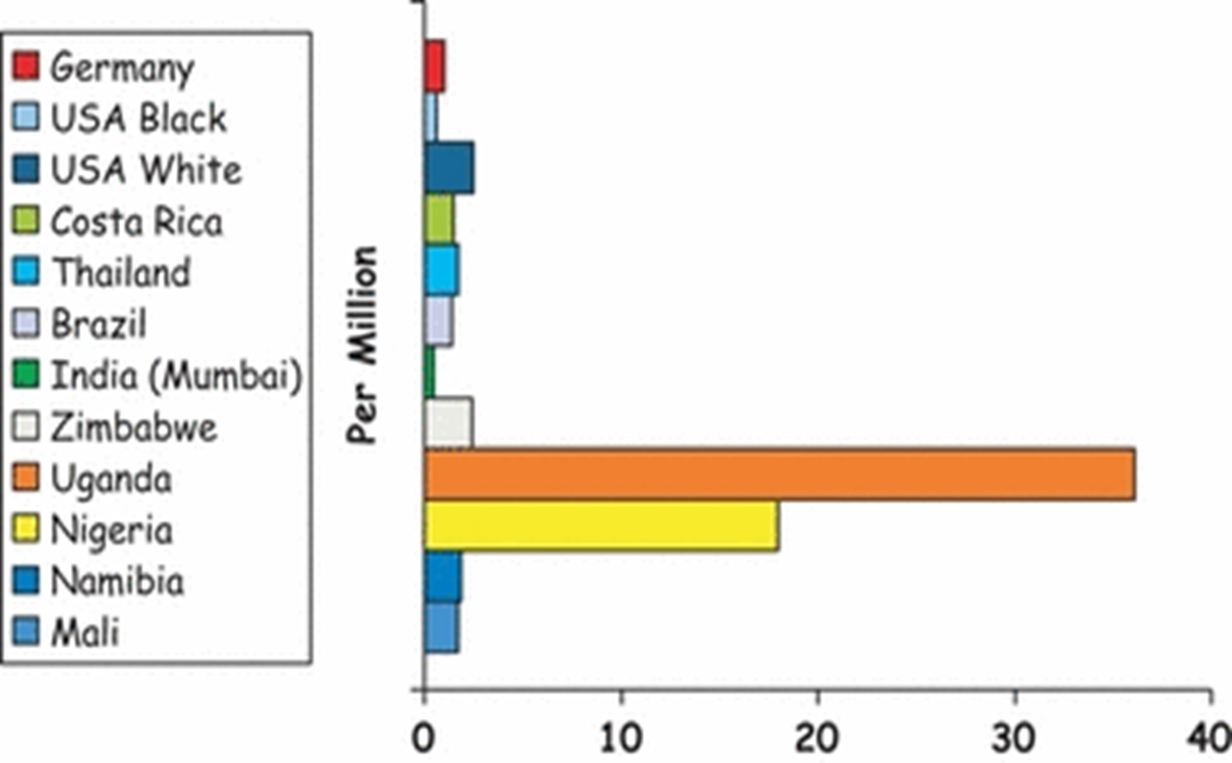 Germany
USA Black
USA White
Costa Rica
Thailand
Brazil
India (Mumbai)
Zimbabwe
Uganda
Nigeria
Namibia
Mali
Per Million
0 10 20 30 40